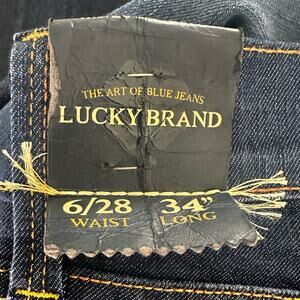 THE ART OF BLUE JEANS
LUCKY BRAND
6/28 34”
WAIST LONG